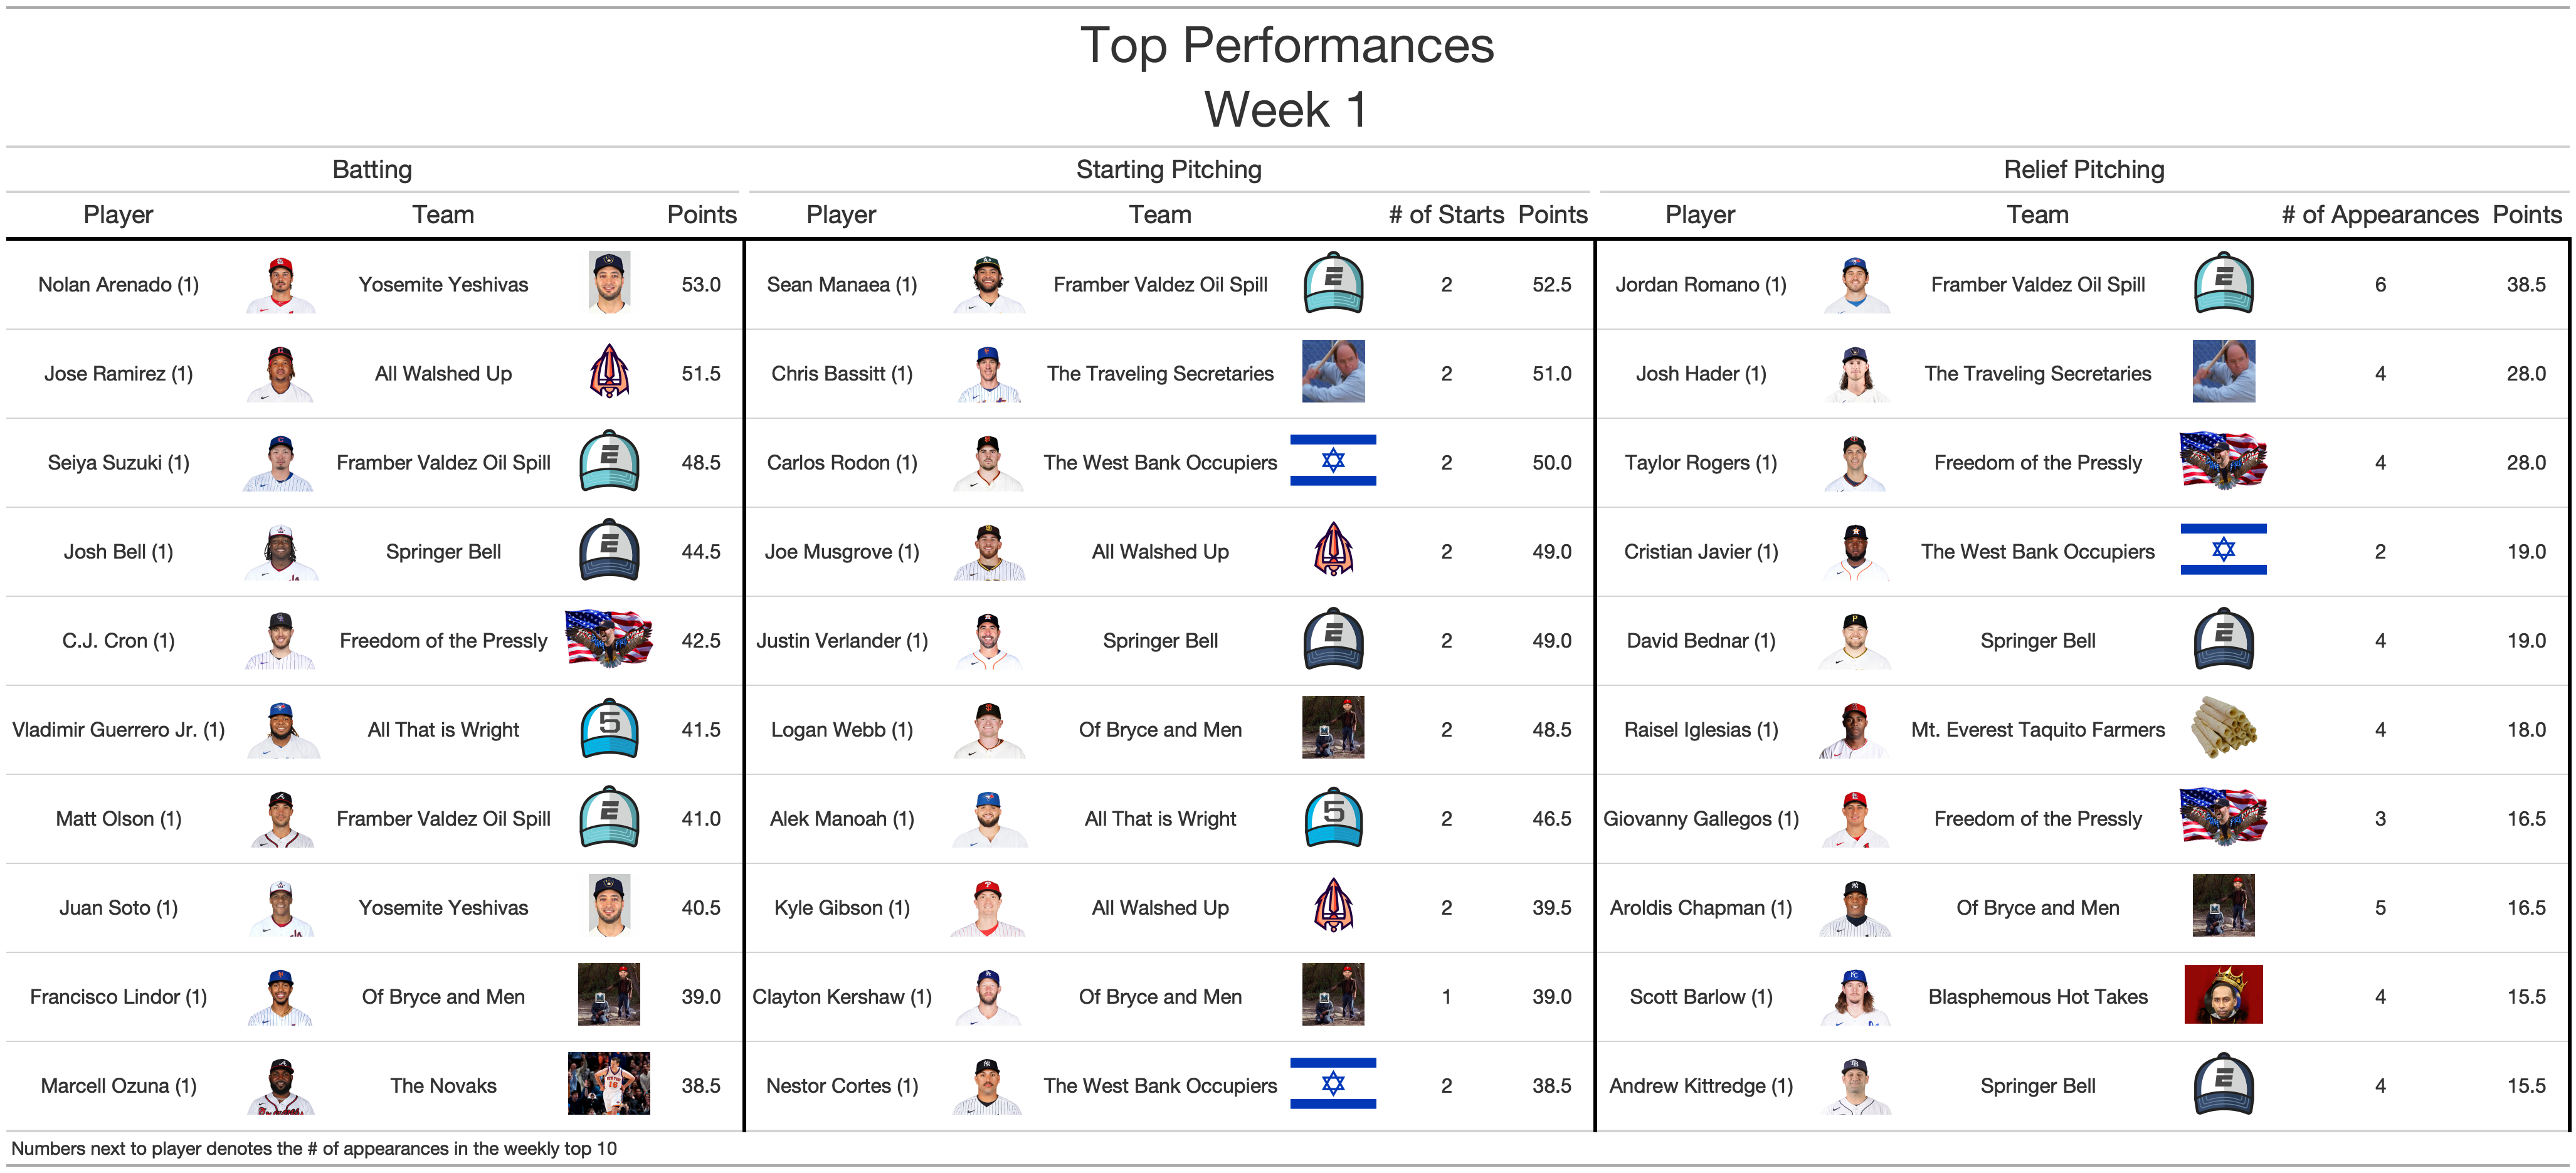 Top Performances
Week 1
Batting Starting Pitching Relief Pitching
Player Team Points Player Team # of Starts Points Player Team # of Appearances Points
Nolan Arenado (1) Yosemite Yeshivas 53.0 Sean Manaea (1) Framber Valdez Oil Spill 2 52.5 Jordan Romano (1) Framber Valdez Oil Spill 6 38.5
Jose Ramirez (1) All Walshed Up 51.5 Chris Bassitt (1) The Traveling Secretaries 2 51.0 Josh Hader (1) The Traveling Secretaries 4 28.0
Seiya Suzuki (1) Framber Valdez Oil Spill 48.5 Carlos Rodon (1) The West Bank Occupiers 2 50.0 Taylor Rogers (1) Freedom of the Pressly 4 28.0
Josh Bell (1) Springer Bell 44.5 Joe Musgrove (1) All Walshed Up 2 49.0 Cristian Javier (1) The West Bank Occupiers 2 19.0
C.J. Cron (1) Freedom of the Pressly 42.5 Justin Verlander (1) Springer Bell 2 49.0 David Bednar (1) Springer Bell 4 19.0
Vladimir Guerrero Jr. (1) All That is Wright 5 41.5 Logan Webb (1) Of Bryce and Men 2 48.5 Raisel Iglesias (1) Mt. Everest Taquito Farmers 4 18.0
Matt Olson (1) Framber Valdez Oil Spill 41.0 Alek Manoah (1) All That is Wright 5 2 46.5 Giovanny Gallegos (1) Freedom of the Pressly 3 16.5
Juan Soto (1) Yosemite Yeshivas 40.5 Kyle Gibson (1) All Walshed Up 2 39.5 Aroldis Chapman (1) Of Bryce and Men 5 16.5
Francisco Lindor (1) Of Bryce and Men 39.0 Clayton Kershaw (1) Of Bryce and Men 1 39.0 Scott Barlow (1) Blasphemous Hot Takes 4 15.5
Marcell Ozuna (1) The Novaks 38.5 Nestor Cortes (1) The West Bank Occupiers 2 38.5 Andrew Kittredge (1) Springer Bell 4 15.5
Numbers next to player denotes the # of appearances in the weekly top 10